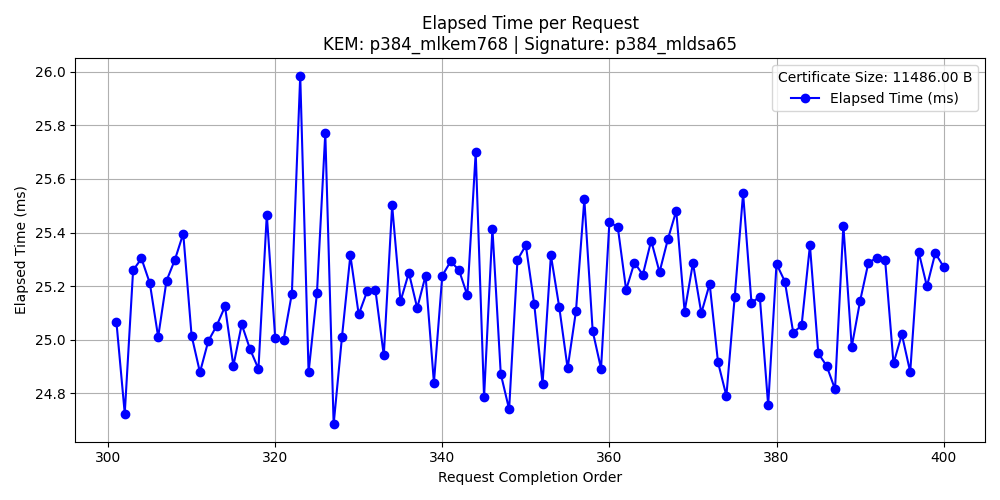 Elapsed Time per Request
KEM: p384_mlkem768 | Signature: p384_mldsa65
Certificate Size: 11486.00 B
Elapsed Time (ms)
Elapsed Time (ms)
26.0
25.8
25.6
25.4
25.2
25.0
24.8
300 320 340 360 380 400
Request Completion Order